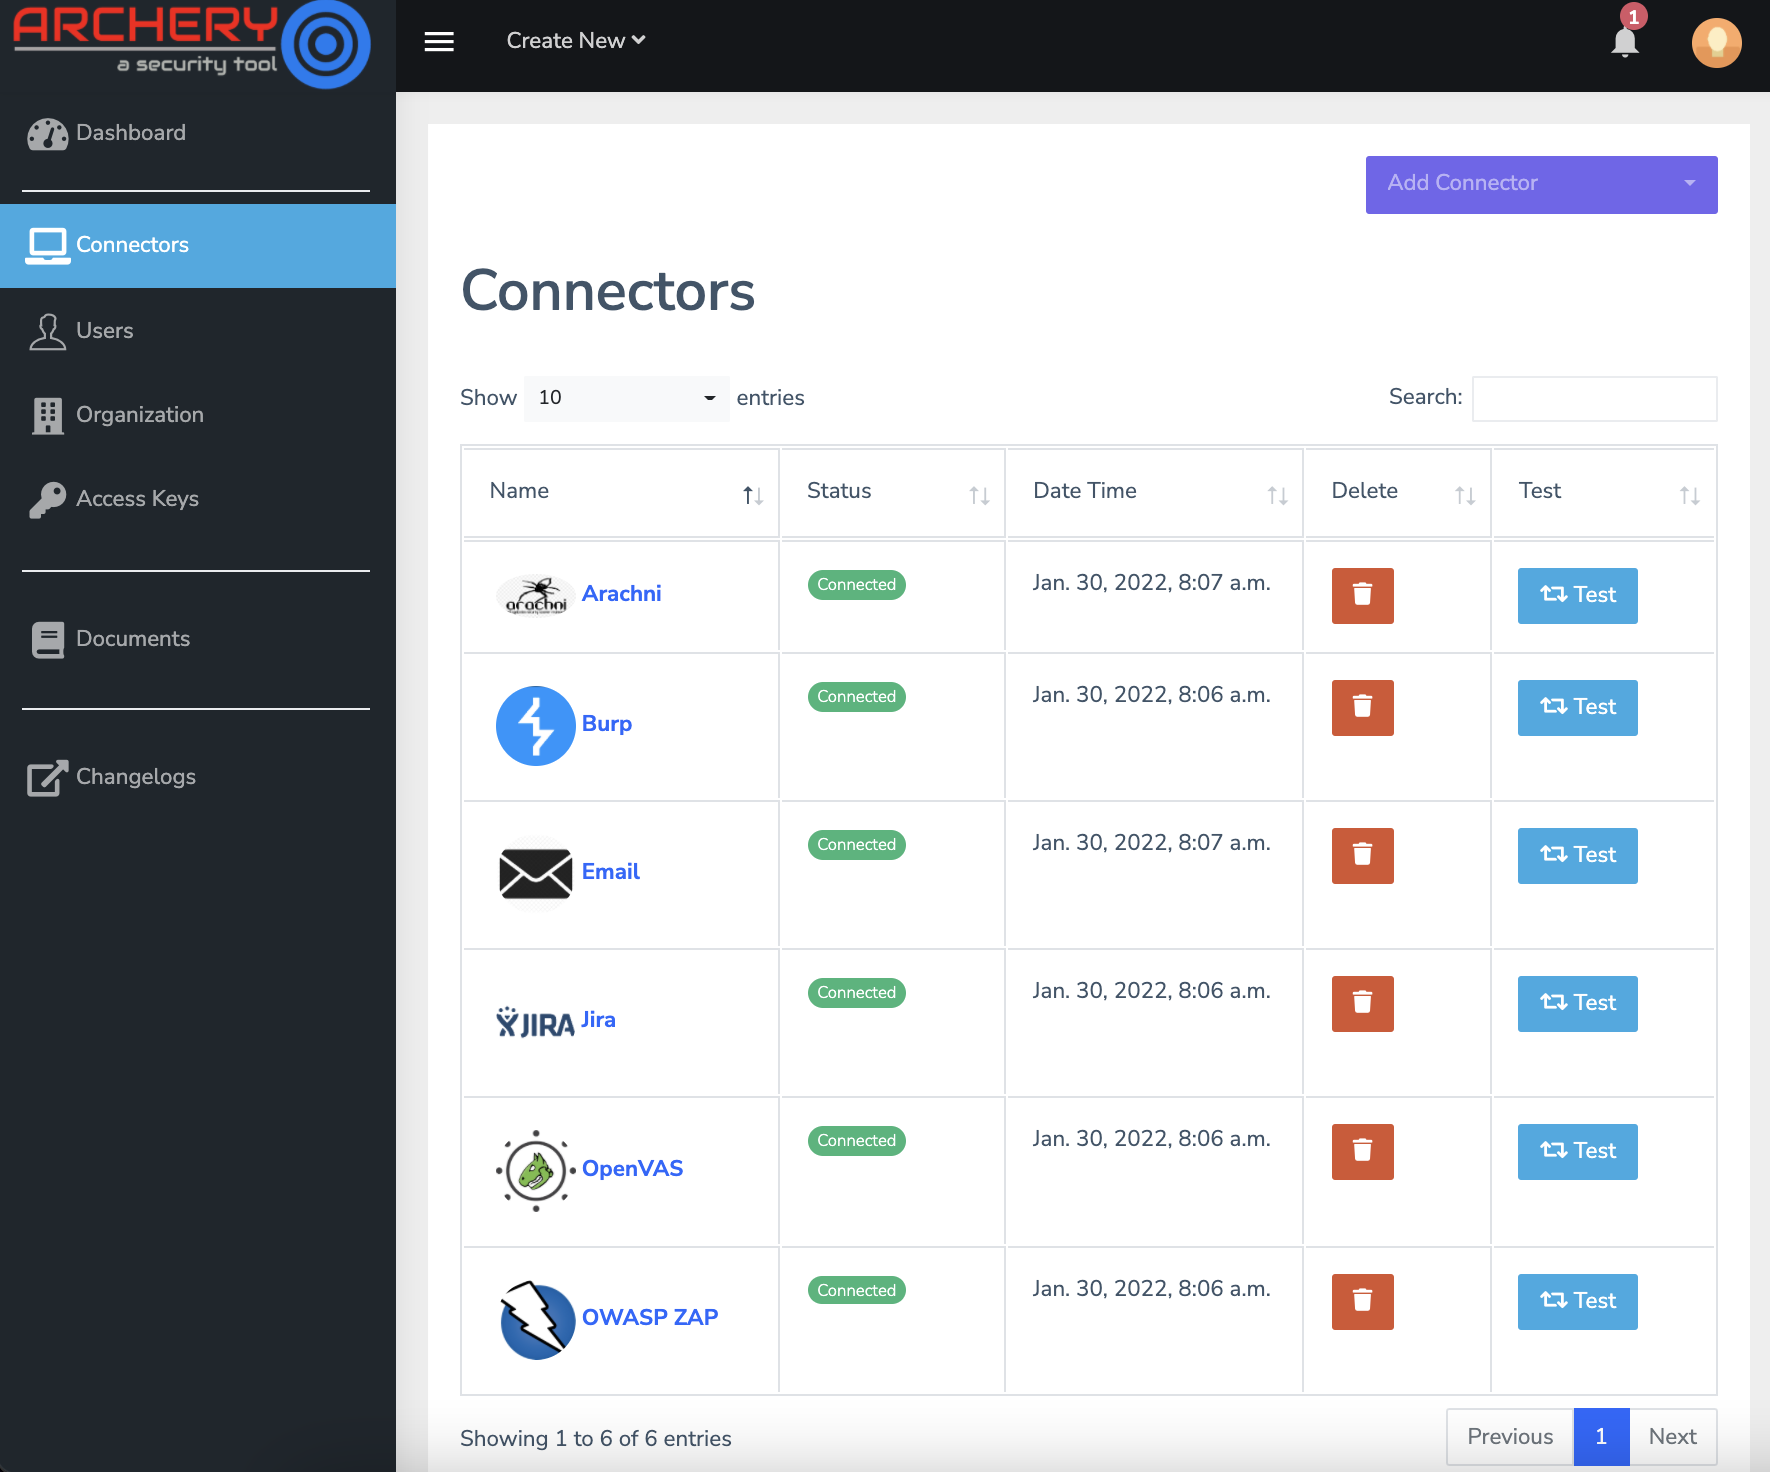 ARCHERY
a security tool
Create New
1
Dashboard
Connectors
Users
Organization
Access Keys
Documents
Changelogs
Add Connector
Connectors
Show 10 entries
Search:
Name Status Date Time Delete Test
arachni Arachni Connected Jan. 30, 2022, 8:07 a.m. Test
Burp Connected Jan. 30, 2022, 8:06 a.m. Test
Email Connected Jan. 30, 2022, 8:07 a.m. Test
JIRA Jira Connected Jan. 30, 2022, 8:06 a.m. Test
OpenVAS Connected Jan. 30, 2022, 8:06 a.m. Test
OWASP ZAP Connected Jan. 30, 2022, 8:06 a.m. Test
Showing 1 to 6 of 6 entries
Previous 1 Next